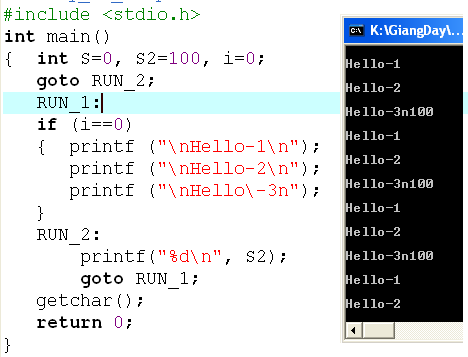 #include <stdio.h>
int main()
{  int S=0, S2=100, i=0;
   goto RUN_2;
   RUN_1:
   if (i==0)
   {  printf ("\nHello-1\n");
      printf ("\nHello-2\n");
      printf ("\nHello\-3n");
   }
   RUN_2:
       printf("%d\n", S2);
       goto RUN_1;
   getchar();
   return 0;
}
K:\GiangDay\...
Hello-1
Hello-2
Hello-3n100
Hello-1
Hello-2
Hello-3n100
Hello-1
Hello-2
Hello-3n100
Hello-1
Hello-2